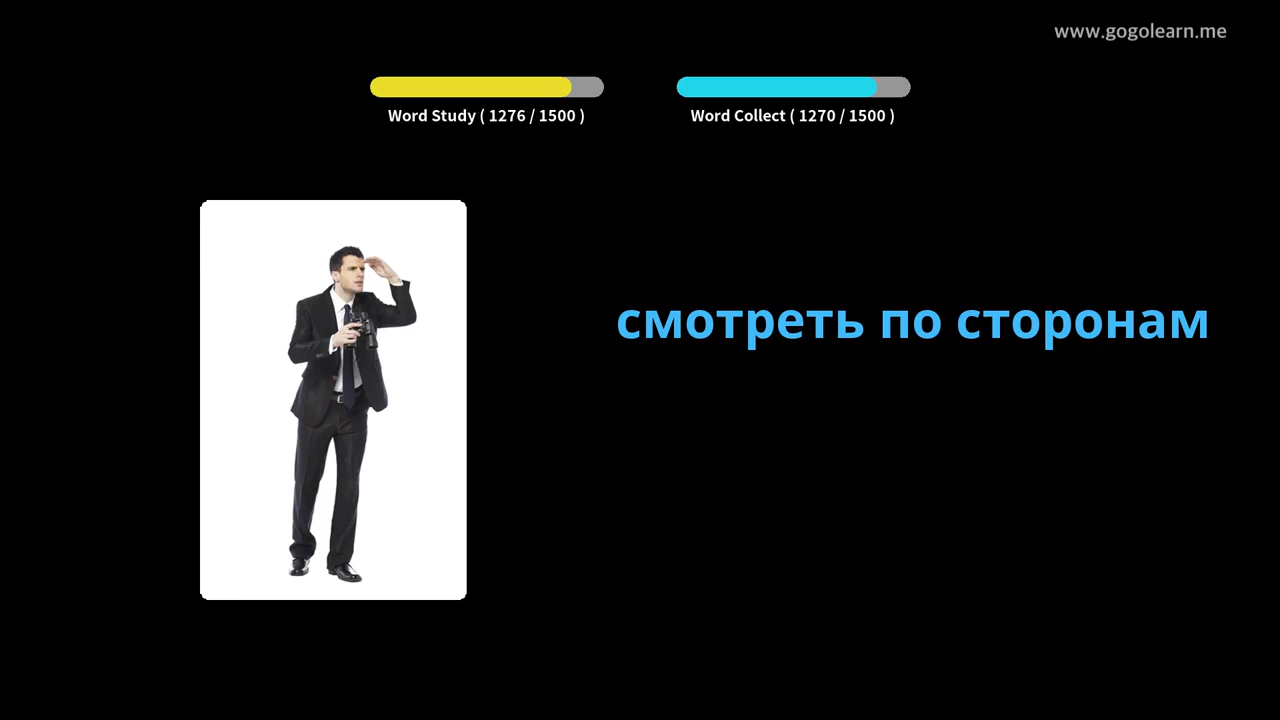 www.gogolearn.me
Word Study ( 1276 / 1500 )
Word Collect ( 1270 / 1500 )
смотреть по сторонам